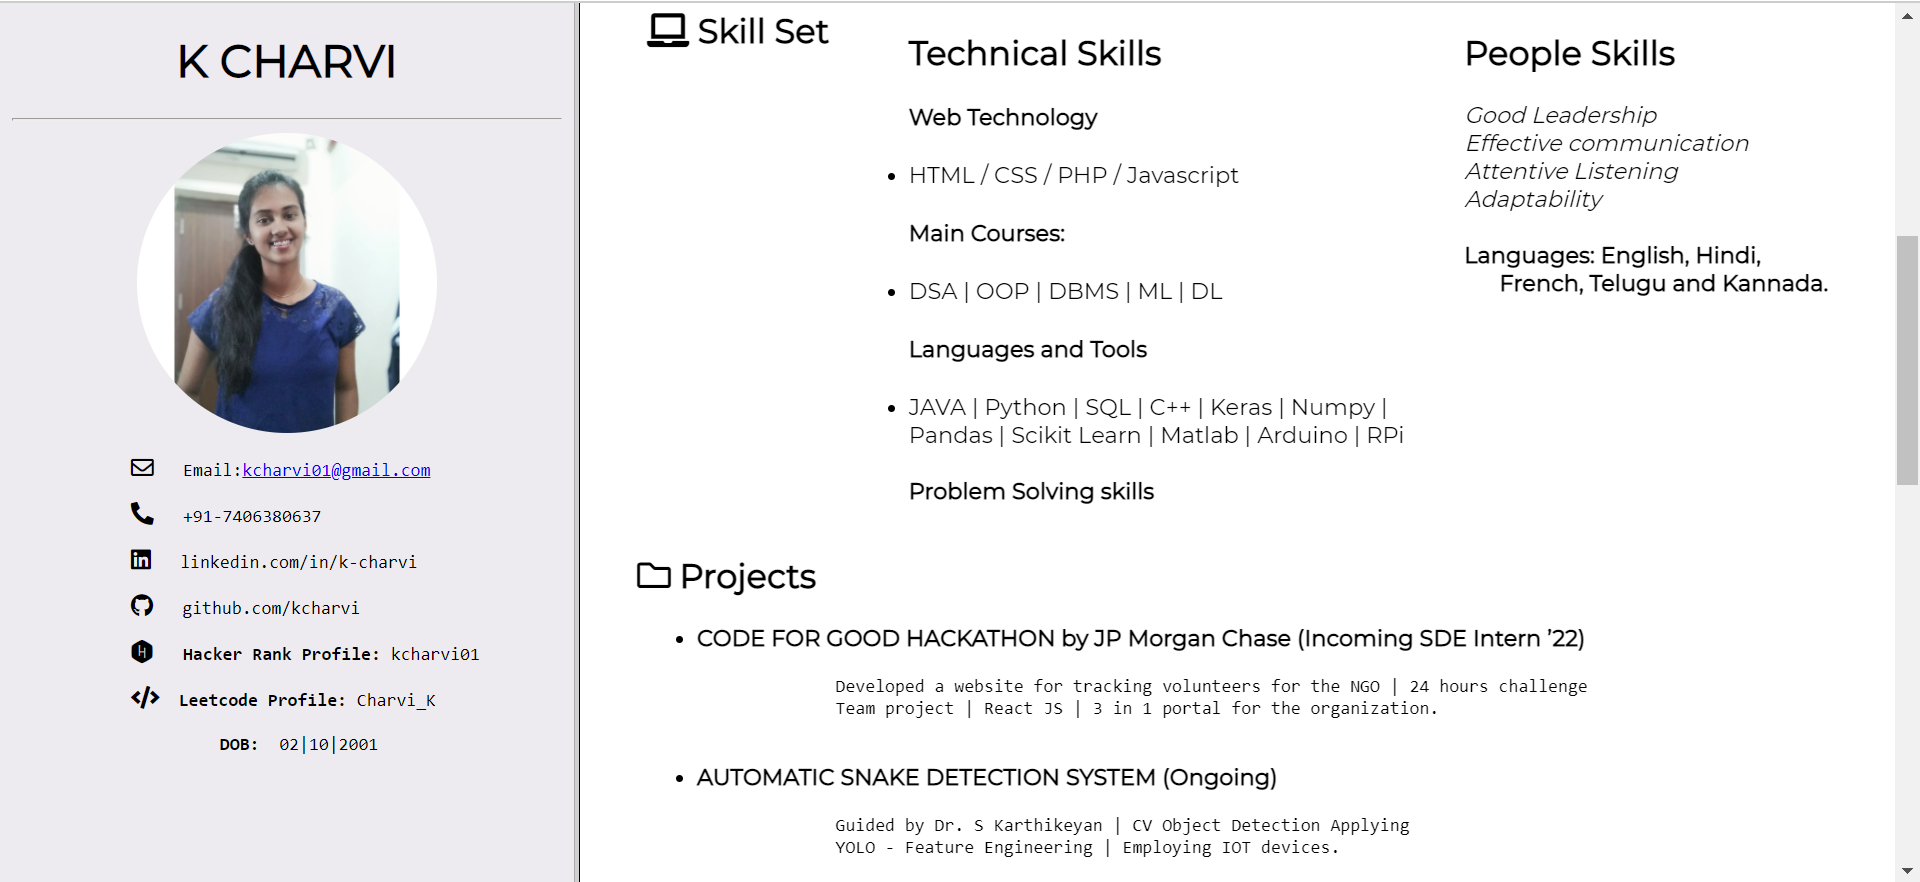 K CHARVI
Email:kcharvi01@gmail.com
+91-7406380637
linkedin.com/in/k-charvi
github.com/kcharvi
Hacker Rank Profile: kcharvi01
Leetcode Profile: Charvi_K
DOB: 02|10|2001
Skill Set
Technical Skills
Web Technology
• HTML / CSS / PHP / Javascript
Main Courses:
• DSA | OOP | DBMS | ML | DL
Languages and Tools
• JAVA | Python | SQL | C++ | Keras | Numpy |
Pandas | Scikit Learn | Matlab | Arduino | RPi
Problem Solving skills
People Skills
Good Leadership
Effective communication
Attentive Listening
Adaptability
Languages: English, Hindi,
French, Telugu and Kannada.
Projects
• CODE FOR GOOD HACKATHON by JP Morgan Chase (Incoming SDE Intern ’22)
Developed a website for tracking volunteers for the NGO | 24 hours challenge
Team project | React JS | 3 in 1 portal for the organization.
• AUTOMATIC SNAKE DETECTION SYSTEM (Ongoing)
Guided by Dr. S Karthikeyan | CV Object Detection Applying
YOLO - Feature Engineering | Employing IOT devices.